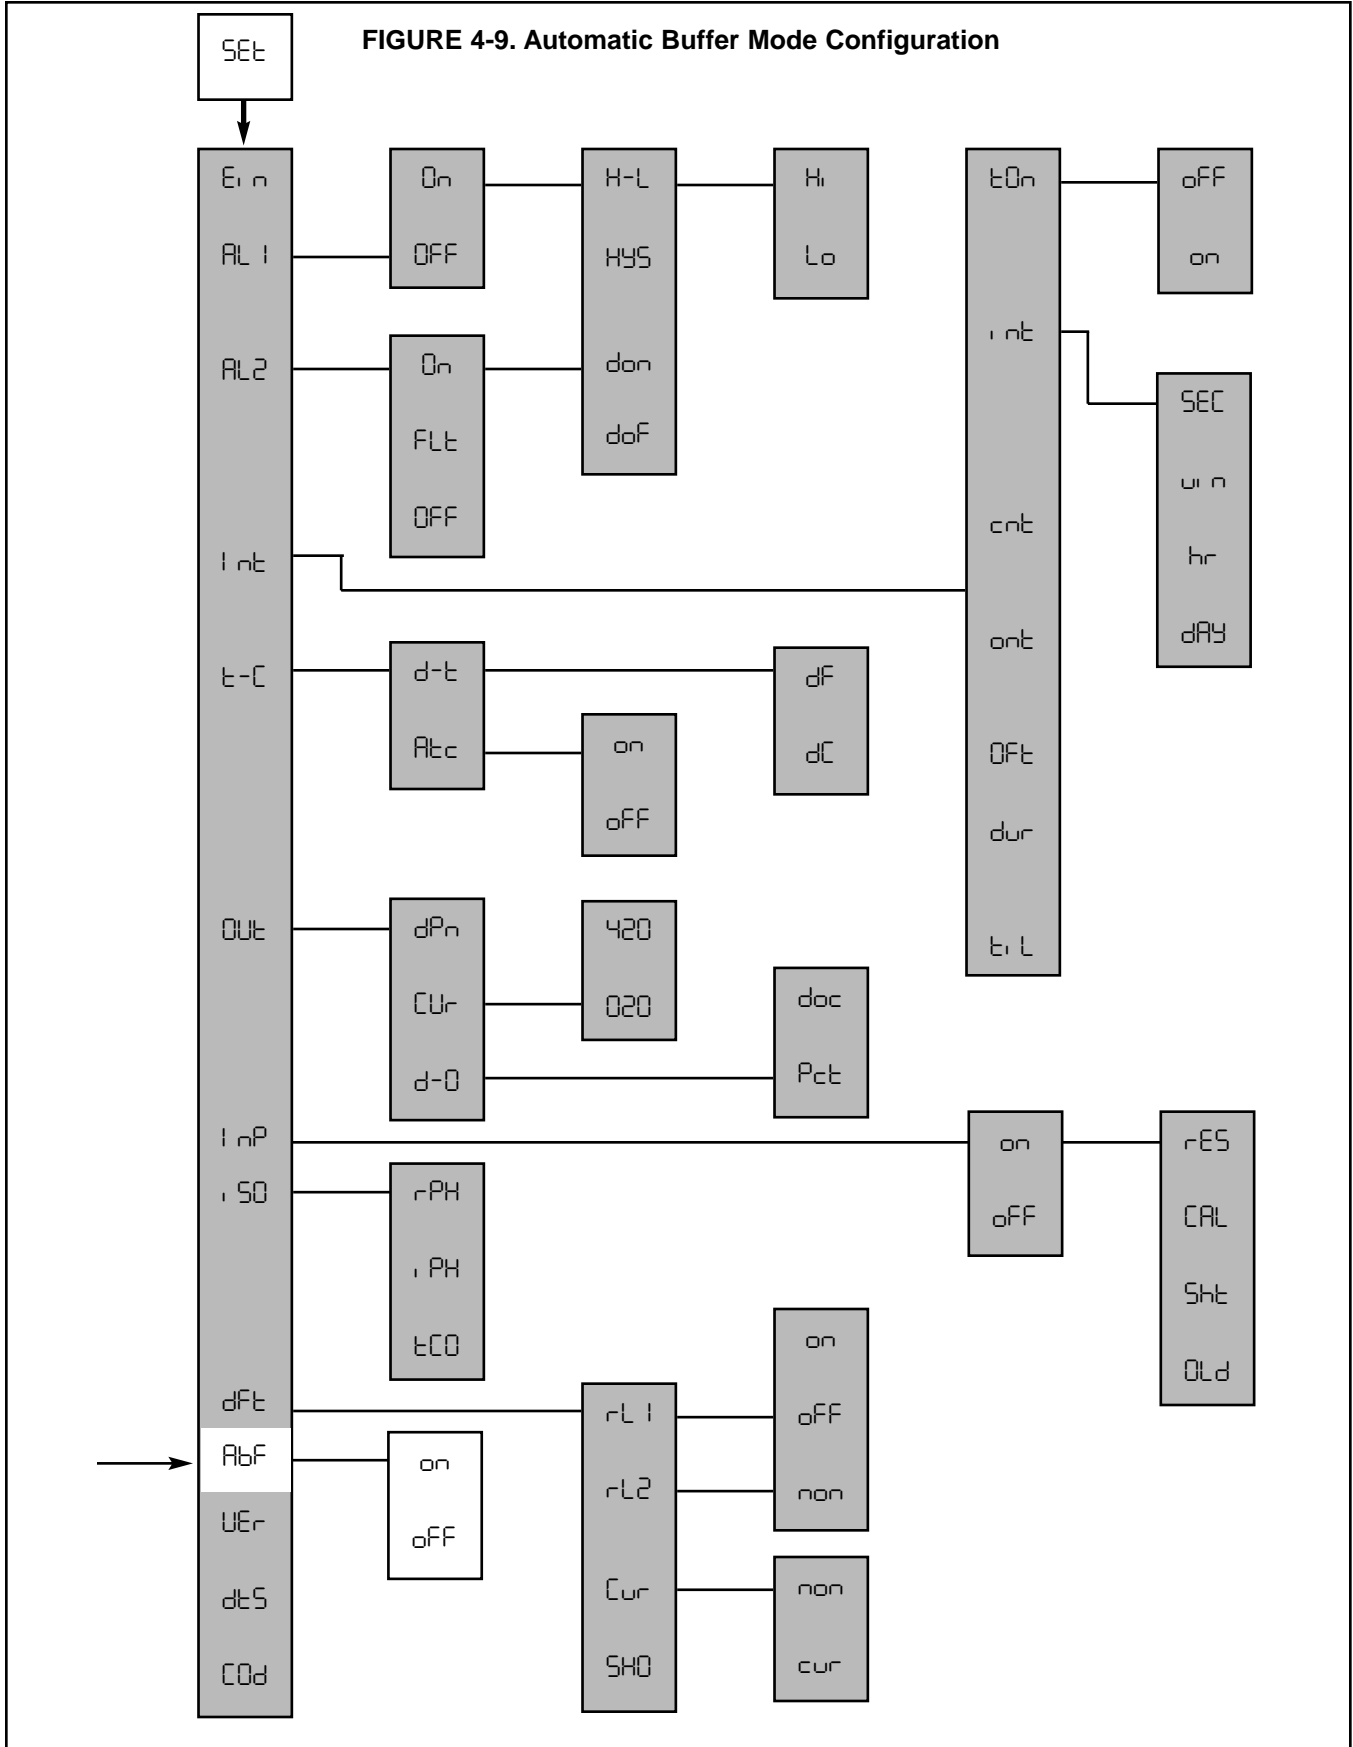 FIGURE 4-9. Automatic Buffer Mode Configuration
SEt
Ein
AL1
AL2
Int
t-C
OUt
InP
iSO
dFt
AbF
UEr
dtS
COd
On
OFF
On
FLt
OFF
d-t
Atc
dPn
CUr
d-O
rPH
iPH
tCO
on
oFF
H-L
HYS
don
doF
on
oFF
420
020
rL1
rL2
Cur
SHO
Hi
Lo
dF
dC
doc
Pct
on
oFF
non
non
cur
tOn
int
cnt
ont
OFt
dur
tiL
on
oFF
oFF
on
SEC
uin
hr
dAY
rES
CAL
Sht
OLd